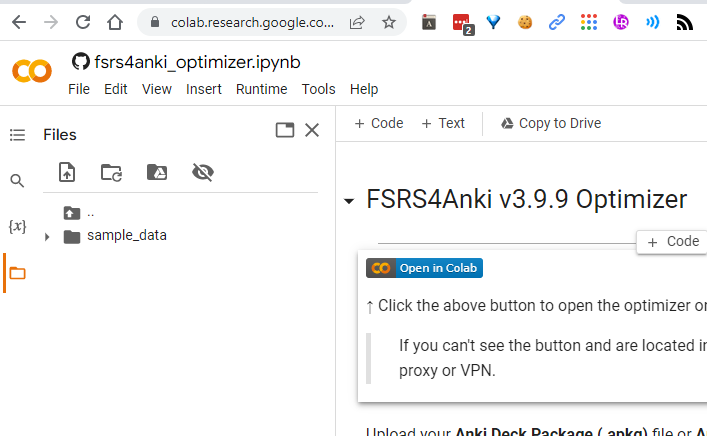 colab.research.google.co...
2
fsrs4anki_optimizer.ipynb
File Edit View Insert Runtime Tools Help
Files
+ Code + Text Copy to Drive
..
sample_data
{x}
FSRS4Anki v3.9.9 Optimizer
+ Code
Open in Colab
↑ Click the above button to open the optimizer
If you can't see the button and are located in
proxy or VPN.
Upload your Anki Deck Package (.apkg) file or